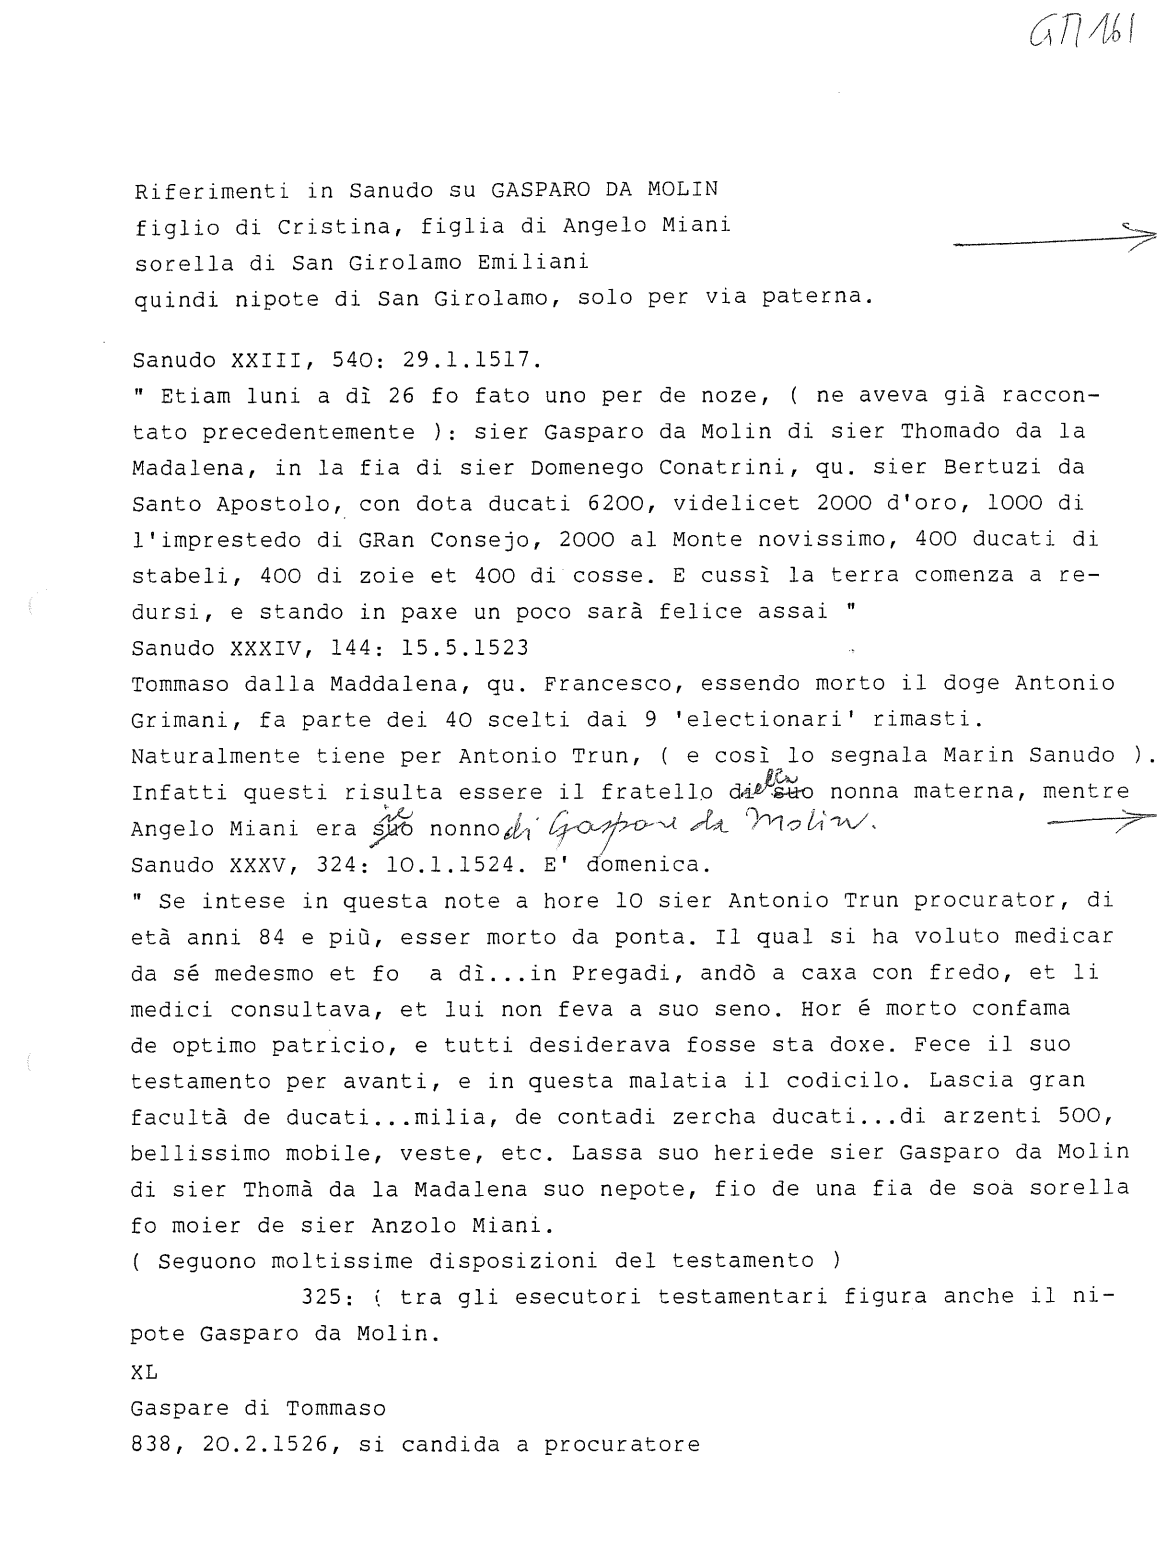 GM 161
Riferimenti in Sanudo su GASPARO DA MOLIN
figlio di Cristina, figlia di Angelo Miani
sorella di San Girolamo Emiliani
quindi nipote di San Girolamo, solo per via paterna.
Sanudo XXIII, 540: 29.1.1517.
" Etiam luni a dì 26 fo fato uno per de noze, ( ne aveva già raccon-
tato precedentemente ): sier Gasparo da Molin di sier Thomado da la
Madalena, in la fia di sier Domenego Conatrini, qu. sier Bertuzi da
Santo Apostolo, con dota ducati 6200, videlicet 2000 d'oro, 1000 di
l'imprestedo di GRan Consejo, 2000 al Monte novissimo, 400 ducati di
stabeli, 400 di zoie et 400 di cosse. E cussì la terra comenza a re-
dursi, e stando in paxe un poco sarà felice assai "
Sanudo XXXIV, 144: 15.5.1523
Tommaso dalla Maddalena, qu. Francesco, essendo morto il doge Antonio
Grimani, fa parte dei 40 scelti dai 9 'electionari' rimasti.
Naturalmente tiene per Antonio Trun, ( e così lo segnala Marin Sanudo ).
Infatti questi risulta essere il fratello della nonna materna, mentre
Angelo Miani era il nonno di Gaspare da Molin.
Sanudo XXXV, 324: 10.1.1524. E' domenica.
" Se intese in questa note a hore 10 sier Antonio Trun procurator, di
età anni 84 e più, esser morto da ponta. Il qual si ha voluto medicar
da sé medesmo et fo a dì...in Pregadi, andò a caxa con fredo, et li
medici consultava, et lui non feva a suo seno. Hor é morto confama
de optimo patricio, e tutti desiderava fosse sta doxe. Fece il suo
testamento per avanti, e in questa malatia il codicilo. Lascia gran
facultà de ducati...milia, de contadi zercha ducati...di arzenti 500,
bellissimo mobile, veste, etc. Lassa suo heriede sier Gasparo da Molin
di sier Thomà da la Madalena suo nepote, fio de una fia de soa sorella
fo moier de sier Anzolo Miani.
( Seguono moltissime disposizioni del testamento )
325: ( tra gli esecutori testamentari figura anche il ni-
pote Gasparo da Molin.
XL
Gaspare di Tommaso
838, 20.2.1526, si candida a procuratore